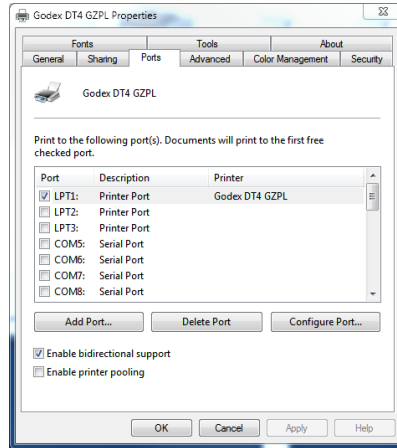 Godex DT4 GZPL Properties
Fonts Tools About
General Sharing Ports Advanced Color Management Security
Godex DT4 GZPL
Print to the following port(s). Documents will print to the first free
checked port.
Port Description Printer
LPT1: Printer Port Godex DT4 GZPL
LPT2: Printer Port
LPT3: Printer Port
COM5: Serial Port
COM6: Serial Port
COM7: Serial Port
COM8: Serial Port
Add Port... Delete Port Configure Port...
Enable bidirectional support
Enable printer pooling
OK Cancel Apply Help